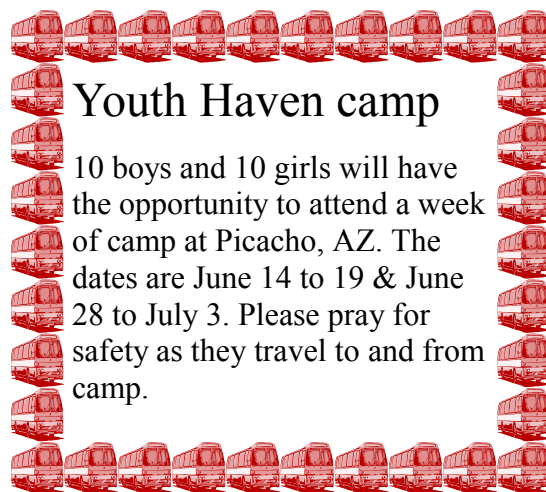 Youth Haven camp
10 boys and 10 girls will have
the opportunity to attend a week
of camp at Picacho, AZ. The
dates are June 14 to 19 & June
28 to July 3. Please pray for
safety as they travel to and from
camp.